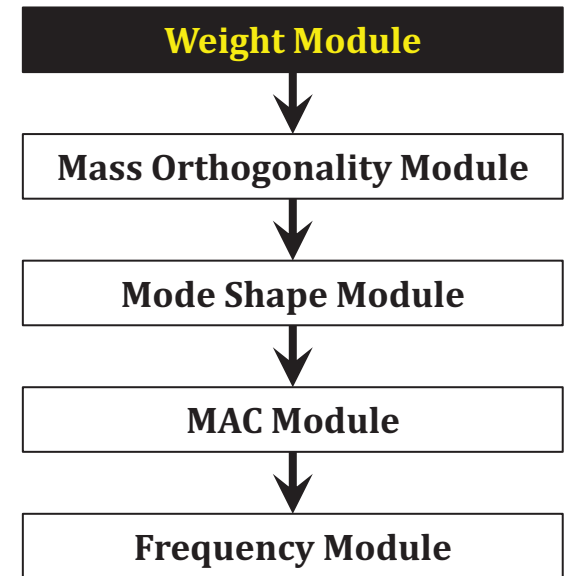 Weight Module
Mass Orthogonality Module
Mode Shape Module
MAC Module
Frequency Module